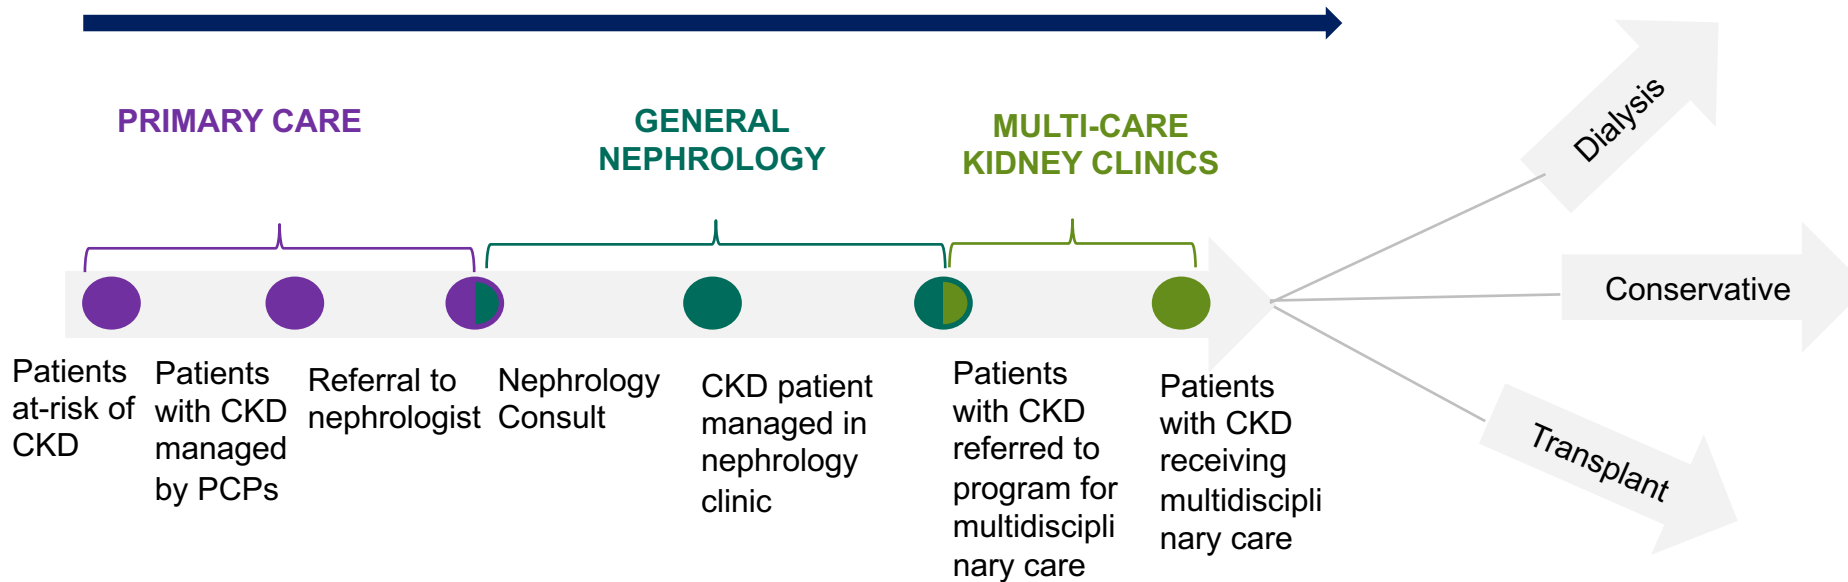 PRIMARY CARE
GENERAL
NEPHROLOGY
MULTI-CARE
KIDNEY CLINICS
Patients
at-risk of
CKD
Patients
with CKD
managed
by PCPs
Referral to
nephrologist
Nephrology
Consult
CKD patient
managed in
nephrology
clinic
Patients
with CKD
referred to
program for
multidiscipli
nary care
Patients
with CKD
receiving
multidiscipli
nary care
Dialysis
Conservative
Transplant